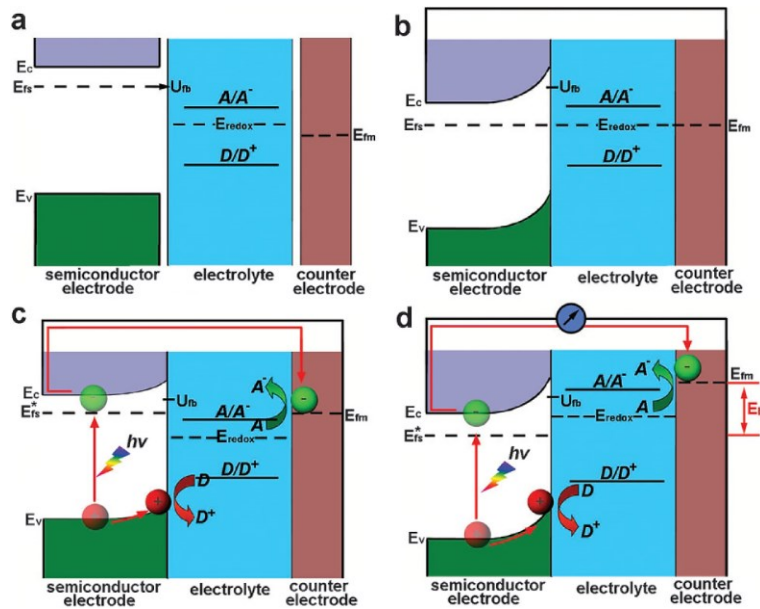 a
Ec
Efs
Ufb
A/A-
Eredox
D/D+
Efm
Ev
semiconductor
electrode
electrolyte
counter
electrode
b
Ec
Ufb
A/A-
Efs
Eredox
Efm
D/D+
Ev
semiconductor
electrode
electrolyte
counter
electrode
c
Ec
Efs*
Ufb
A/A-
A-
A
-
Efm
Eredox
hv
D/D+
D
D+
+
+
Ev
semiconductor
electrode
electrolyte
counter
electrode
d
Ec
Efs*
Ufb
A/A-
A-
A
-
-
Efm
Eredox
hv
D/D+
D
D+
+
+
Ev
semiconductor
electrode
electrolyte
counter
electrode